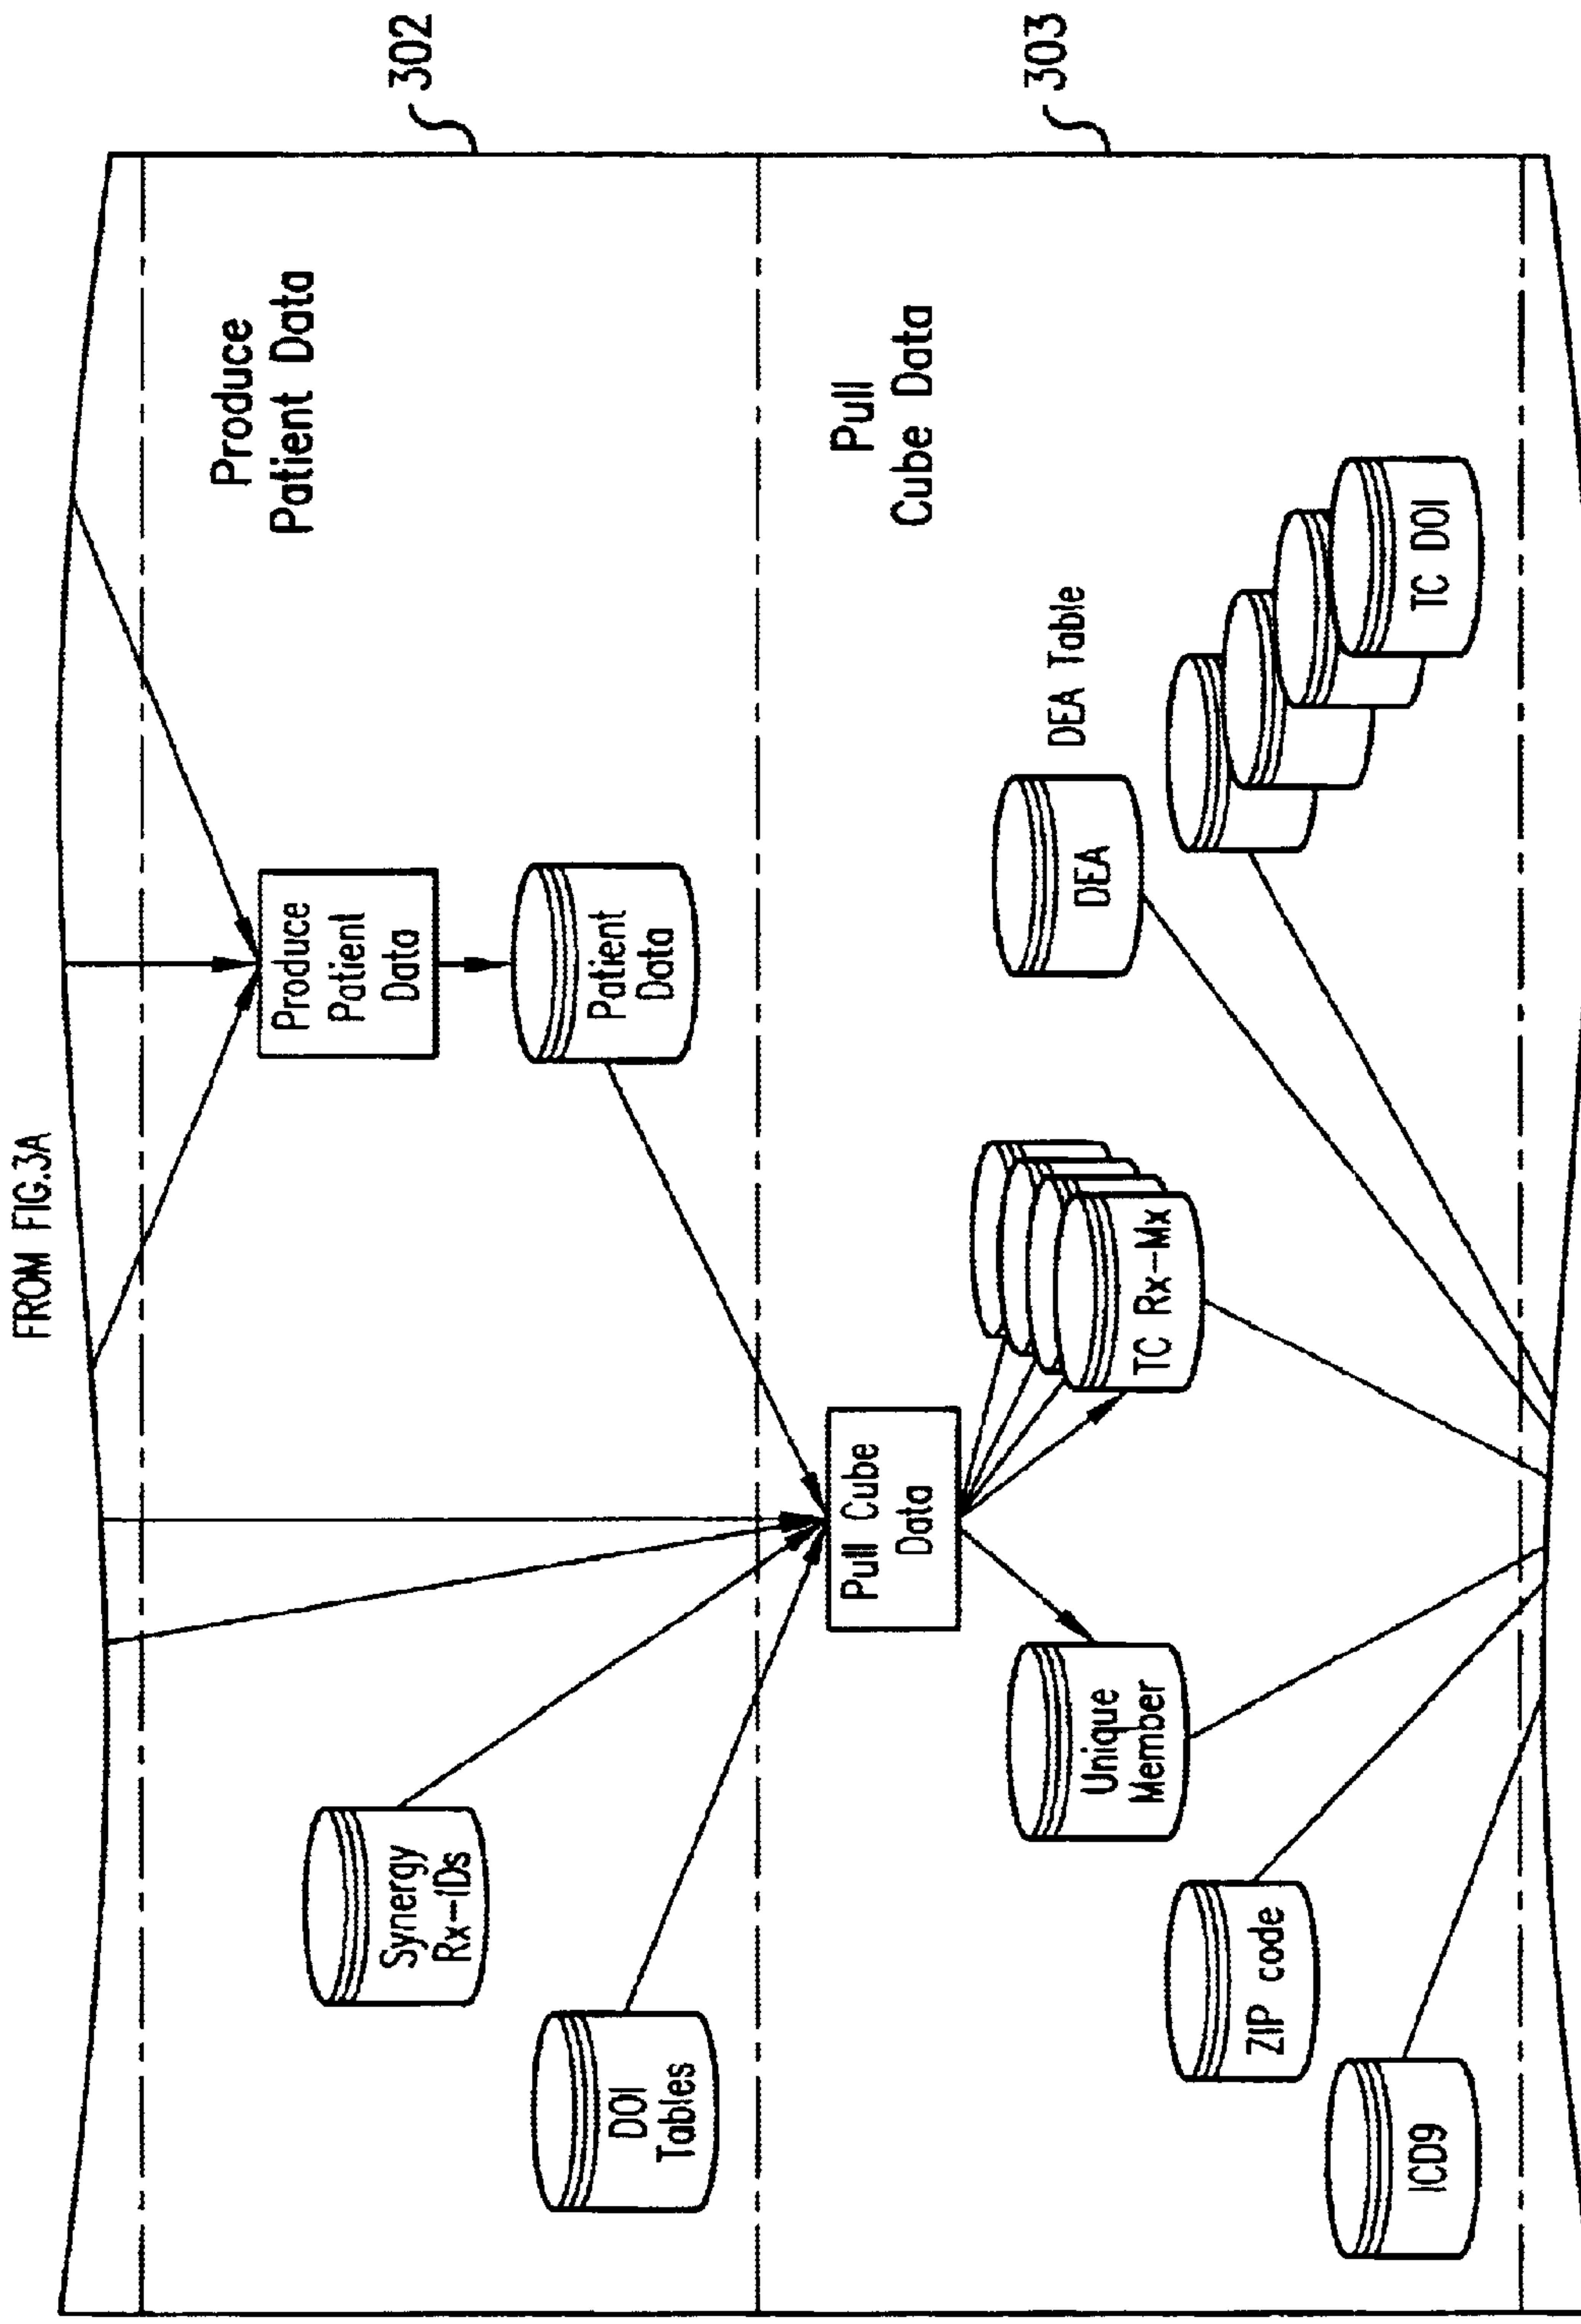 FROM FIG.3A
302
Produce
Patient Data
Produce
Patient
Data
Patient
Data
Synergy
Rx-IDs
DOI
Tables
303
Pull
Cube Data
Pull Cube
Data
DEA Table
DEA
TC DOI
TC Rx-Mx
Unique
Member
ZIP code
ICD9